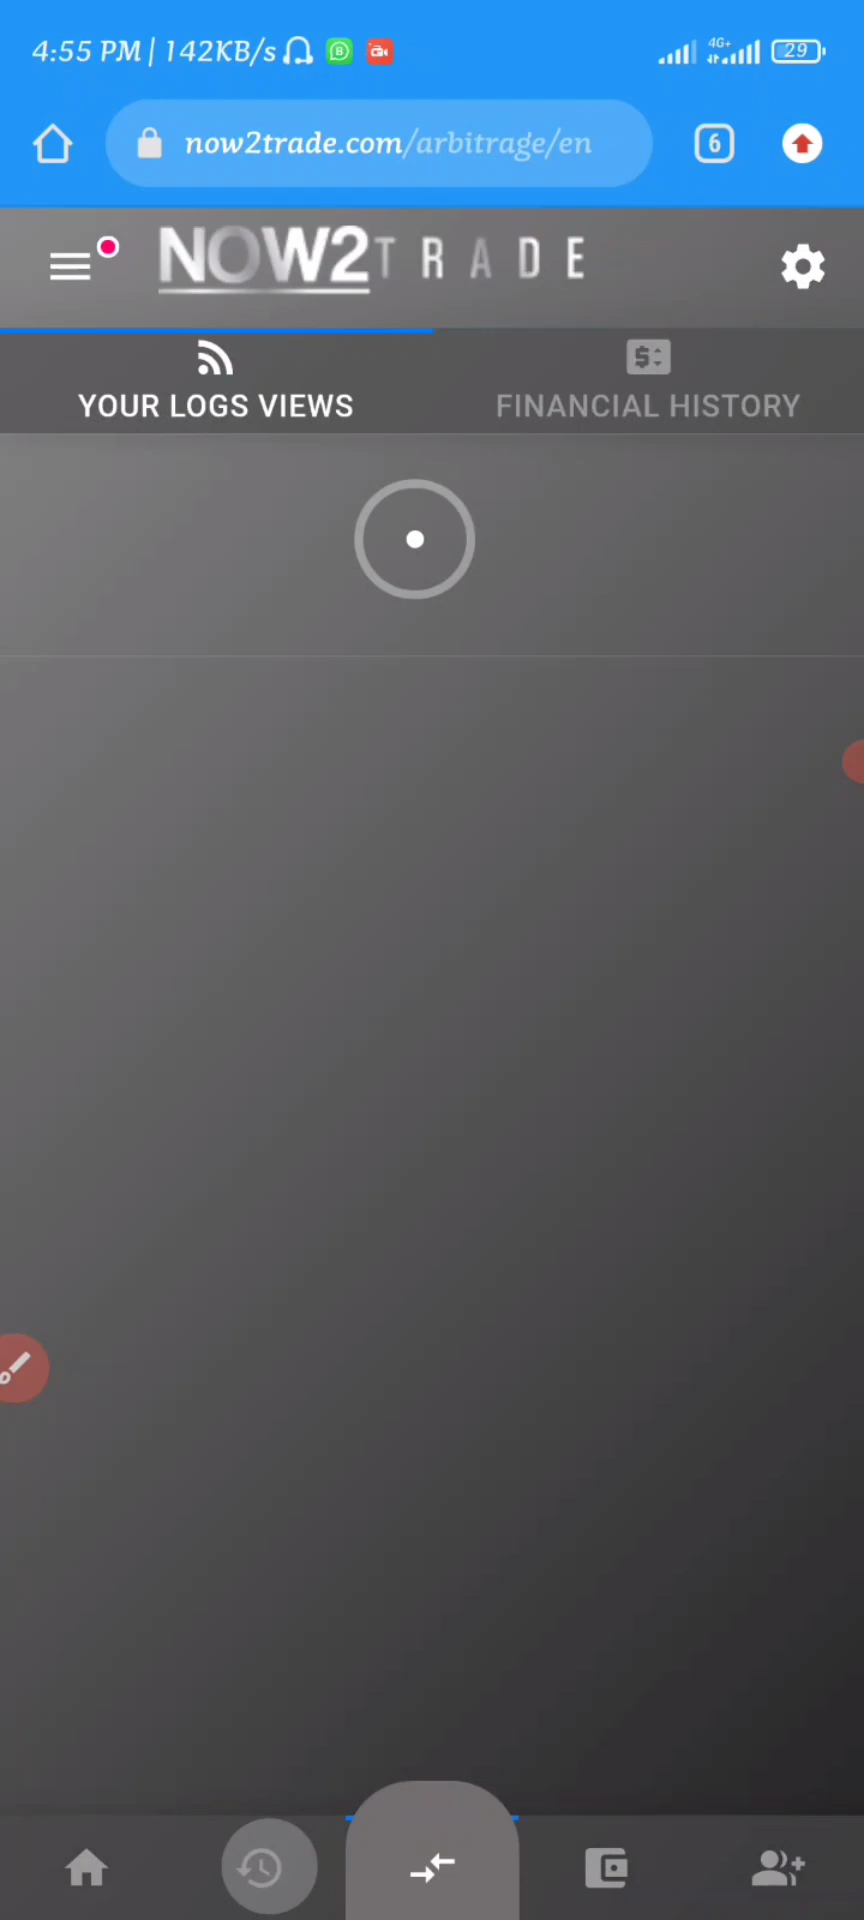 4:55 PM | 142KB/s B 4G+ 29
now2trade.com/arbitrage/en 6
NOW2TRADE
YOUR LOGS VIEWS FINANCIAL HISTORY